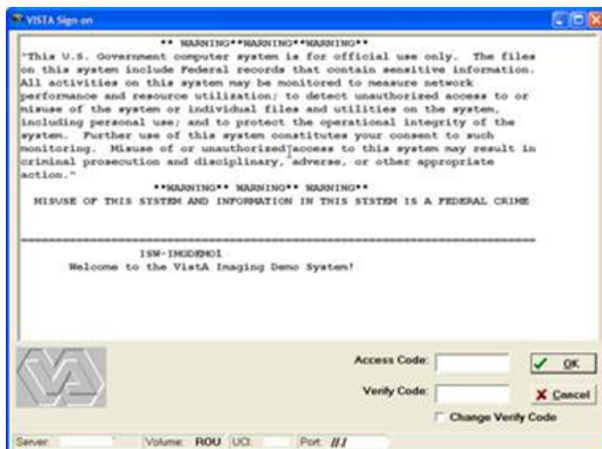 VISTA Sign-on
** WARNING**WARNING**WARNING**
"This U.S. Government computer system is for official use only. The files
on this system include Federal records that contain sensitive information.
All activities on this system may be monitored to measure network
performance and resource utilization; to detect unauthorized access to or
misuse of the system or individual files and utilities on the system,
including personal use; and to protect the operational integrity of the
system. Further use of this system constitutes your consent to such
monitoring. Misuse of or unauthorized access to this system may result in
criminal prosecution and disciplinary, adverse, or other appropriate
action."
**WARNING** WARNING** WARNING**
MISUSE OF THIS SYSTEM AND INFORMATION IN THIS SYSTEM IS A FEDERAL CRIME
ISW-IMGDEMO1
Welcome to the VistA Imaging Demo System!
Access Code:
OK
Verify Code:
Cancel
Change Verify Code
VA
Server: Volume: ROU UCI: Port: //./